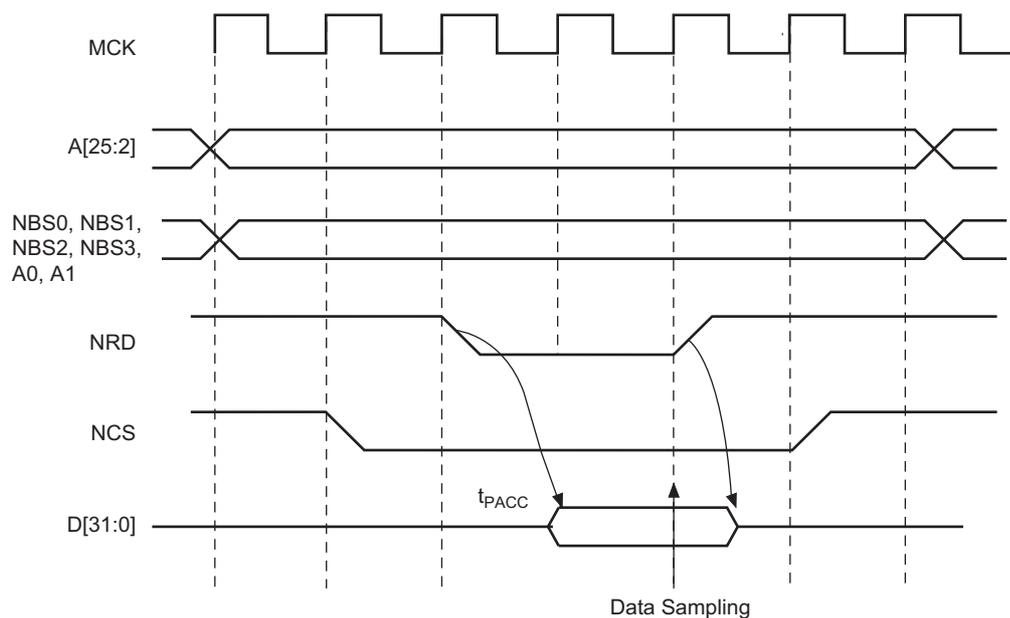 MCK
A[25:2]
NBS0, NBS1,
NBS2, NBS3,
A0, A1
NRD
NCS
tPACC
D[31:0]
Data Sampling